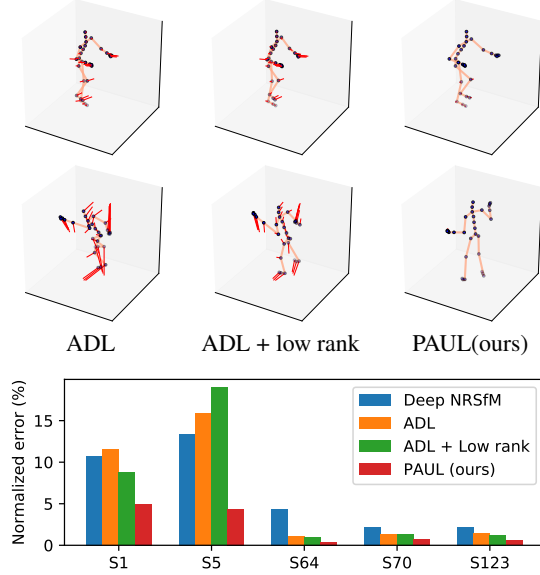 ADL ADL + low rank PAUL(ours)
Normalized error (%)
15
10
5
0
Deep NRSfM
ADL
ADL + Low rank
PAUL (ours)
S1 S5 S64 S70 S123